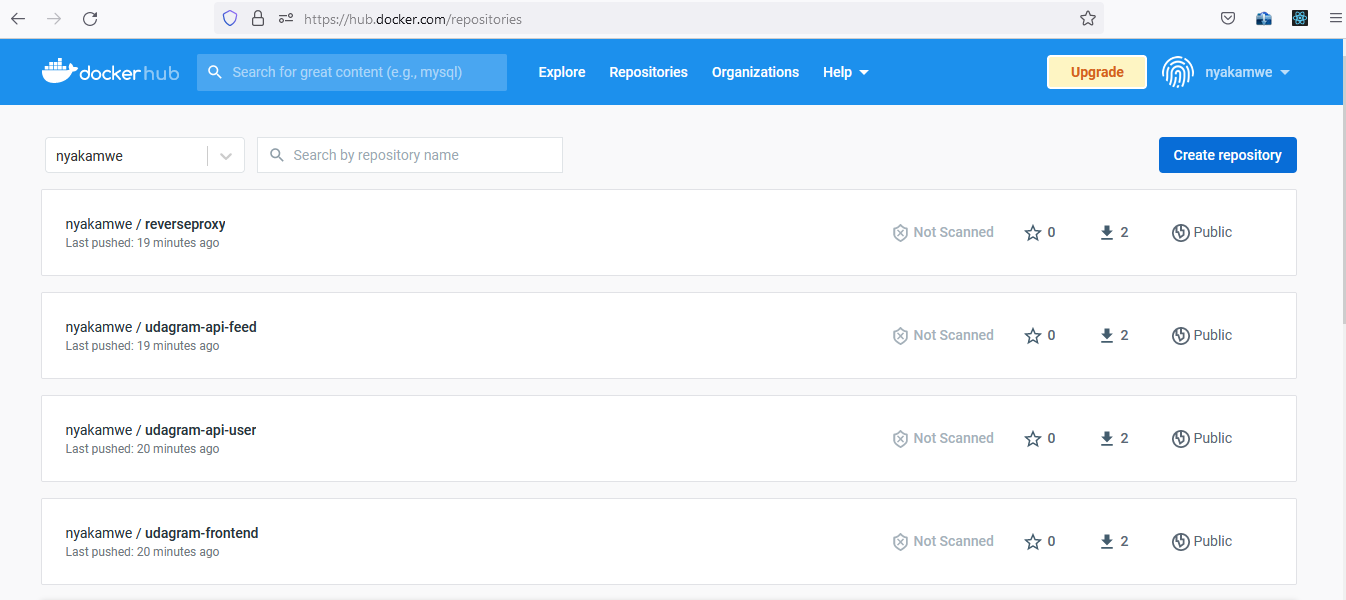 https://hub.docker.com/repositories
dockerhub
Search for great content (e.g., mysql)
Explore
Repositories
Organizations
Help
Upgrade
nyakamwe
nyakamwe
Search by repository name
Create repository
nyakamwe / reverseproxy
Last pushed: 19 minutes ago
Not Scanned
0
2
Public
nyakamwe / udagram-api-feed
Last pushed: 19 minutes ago
Not Scanned
0
2
Public
nyakamwe / udagram-api-user
Last pushed: 20 minutes ago
Not Scanned
0
2
Public
nyakamwe / udagram-frontend
Last pushed: 20 minutes ago
Not Scanned
0
2
Public